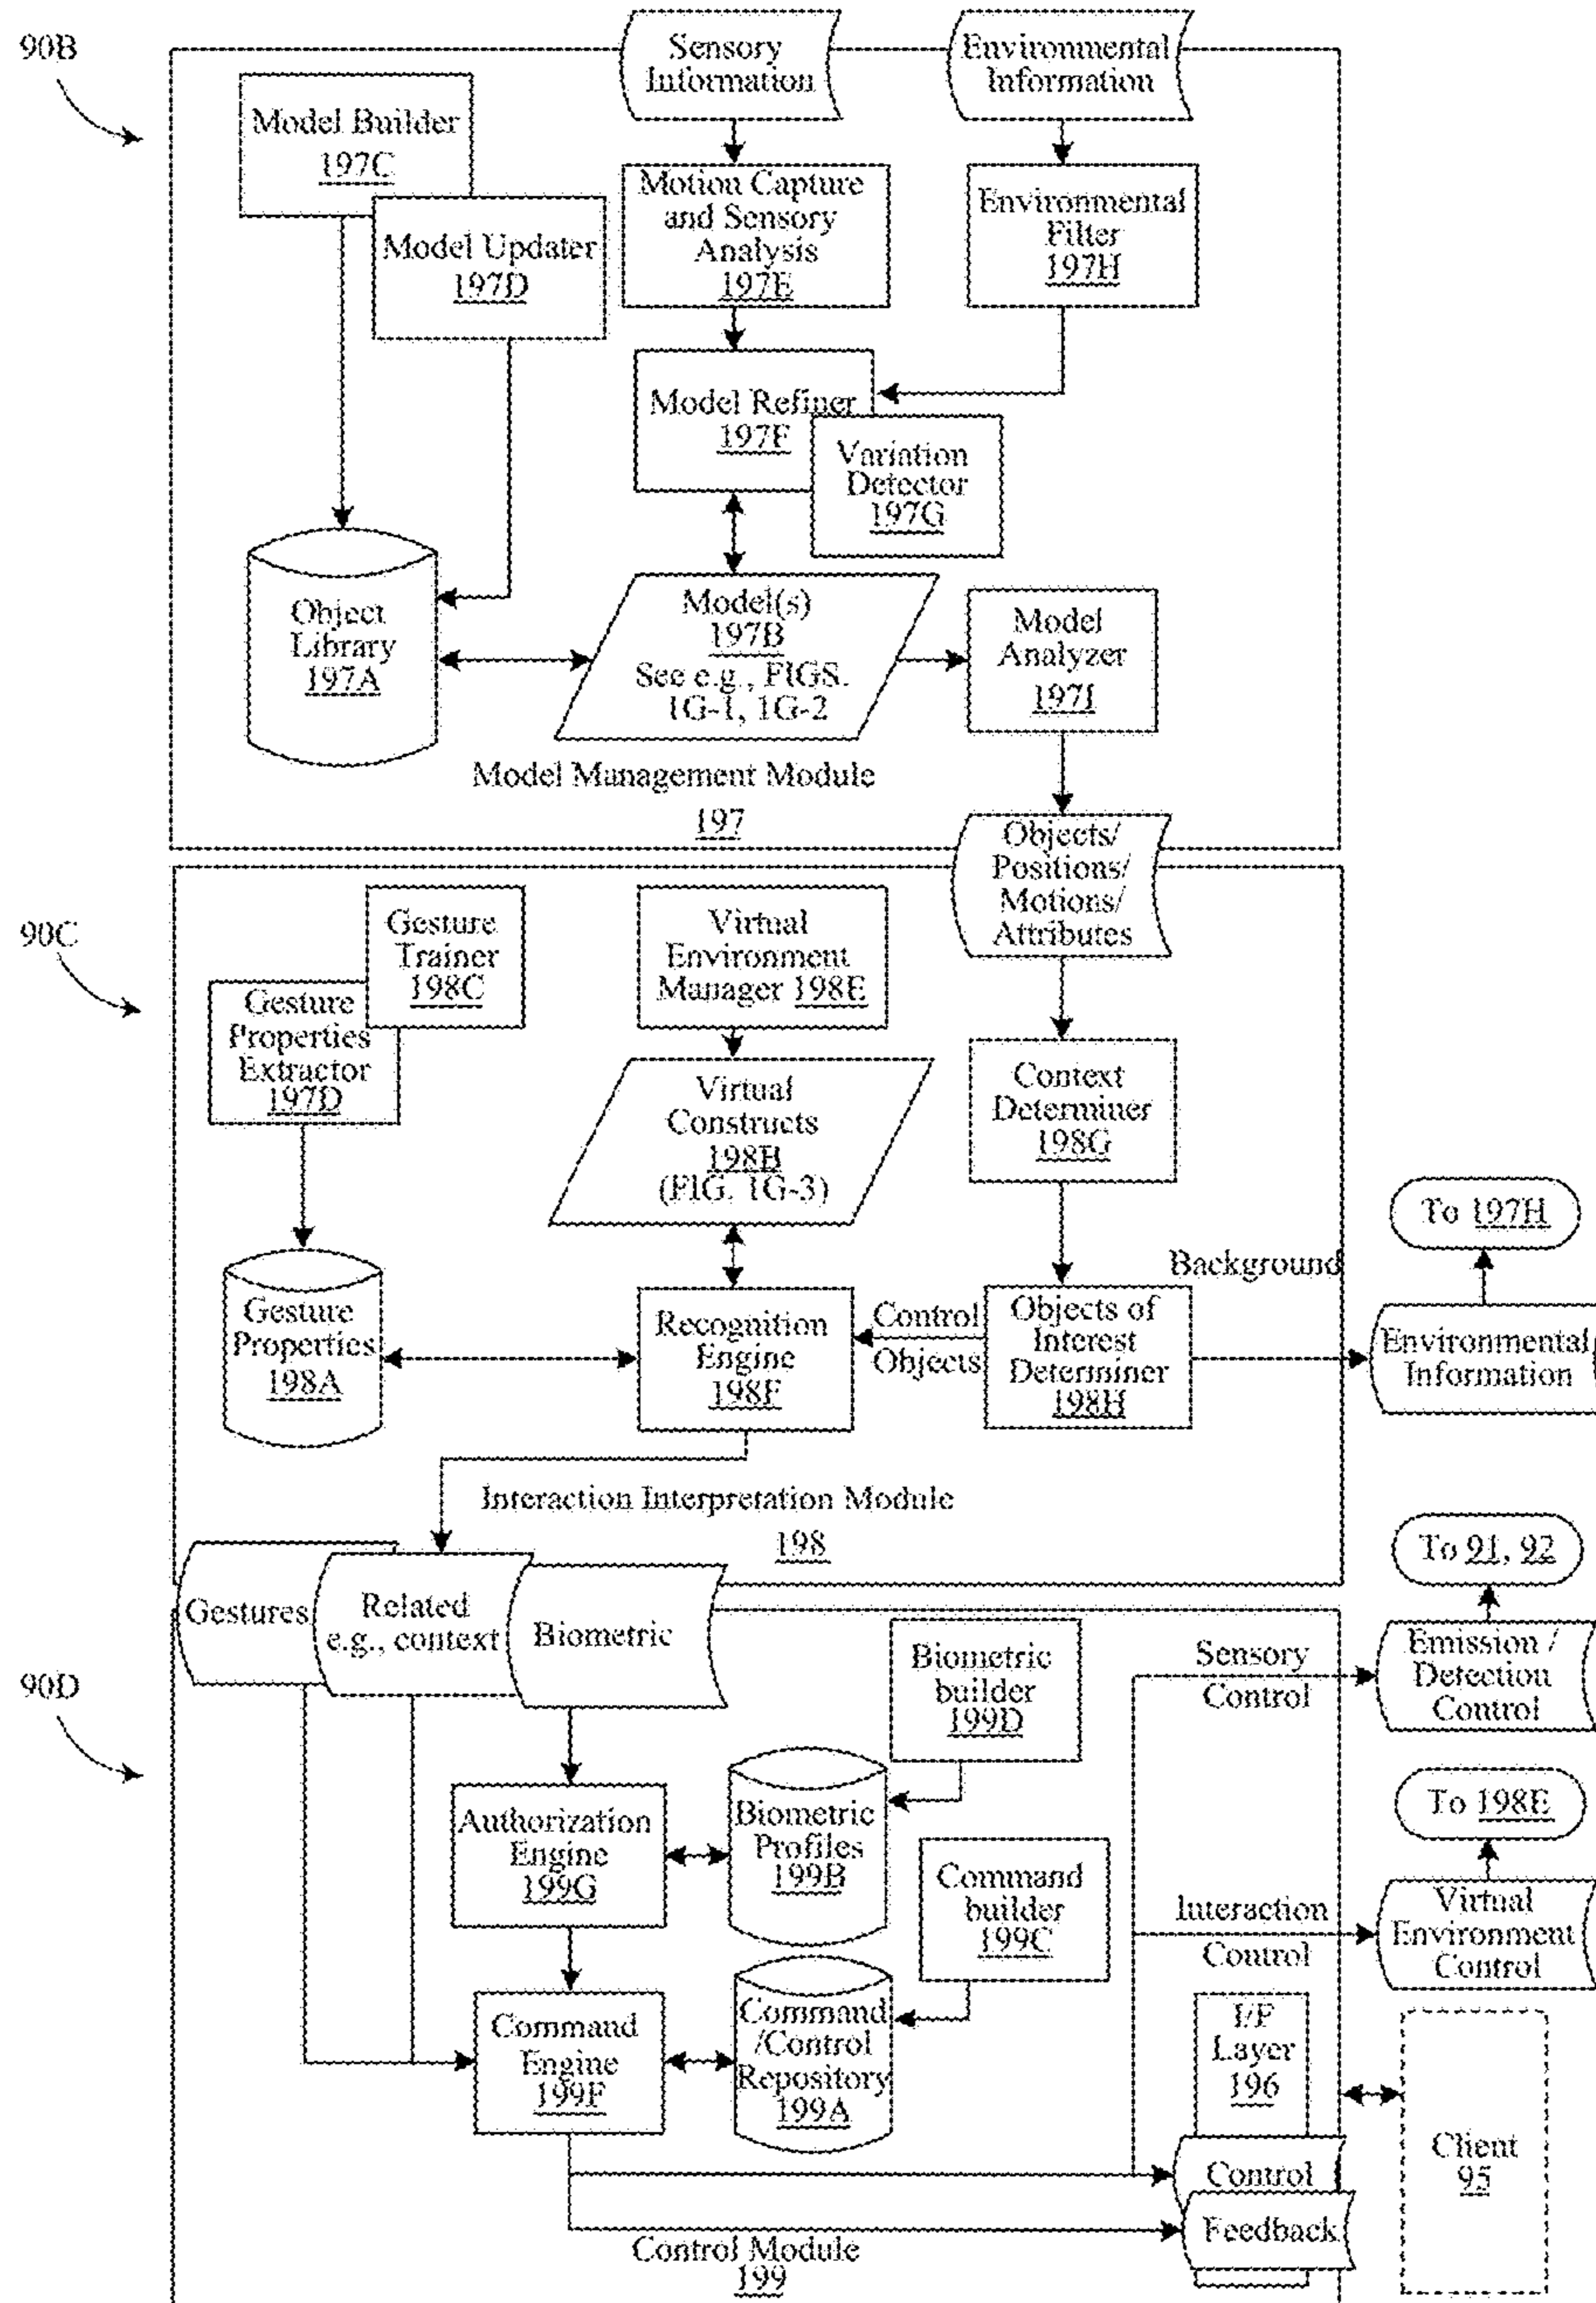 90B
Sensory
Information
Environmental
Information
Model Builder
197C
Model Updater
197D
Motion Capture
and Sensory
Analysis
197E
Environmental
Filter
197H
Model Refiner
197F
Variation
Detector
197G
Object
Library
197A
Model(s)
197B
See e.g., FIGS.
1G-1, 1G-2
Model
Analyzer
197I
Model Management Module
197
Objects/
Positions/
Motions/
Attributes
90C
Gesture
Trainer
198C
Gesture
Properties
Extractor
197D
Virtual
Environment
Manager 198E
Virtual
Constructs
198B
(FIG. 1G-3)
Context
Determiner
198G
To 197H
Background
Gesture
Properties
198A
Recognition
Engine
198F
Control
Objects
Objects of
Interest
Determiner
198H
Environmental
Information
Interaction Interpretation Module
198
To 91, 92
Gestures
Related
e.g., context
Biometric
90D
Biometric
builder
199D
Sensory
Control
Emission /
Detection
Control
Authorization
Engine
199G
Biometric
Profiles
199B
To 198E
Command
builder
199C
Interaction
Control
Virtual
Environment
Control
Command
Engine
199F
Command
/Control
Repository
199A
I/F
Layer
196
Client
95
Control
Feedback
Control Module
199